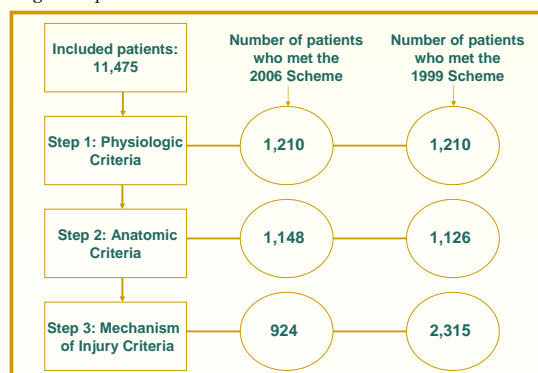 Included patients:
11,475
Number of patients
who met the
2006 Scheme
Number of patients
who met the
1999 Scheme
Step 1: Physiologic
Criteria
1,210
1,210
Step 2: Anatomic
Criteria
1,148
1,126
Step 3: Mechanism
of Injury Criteria
924
2,315